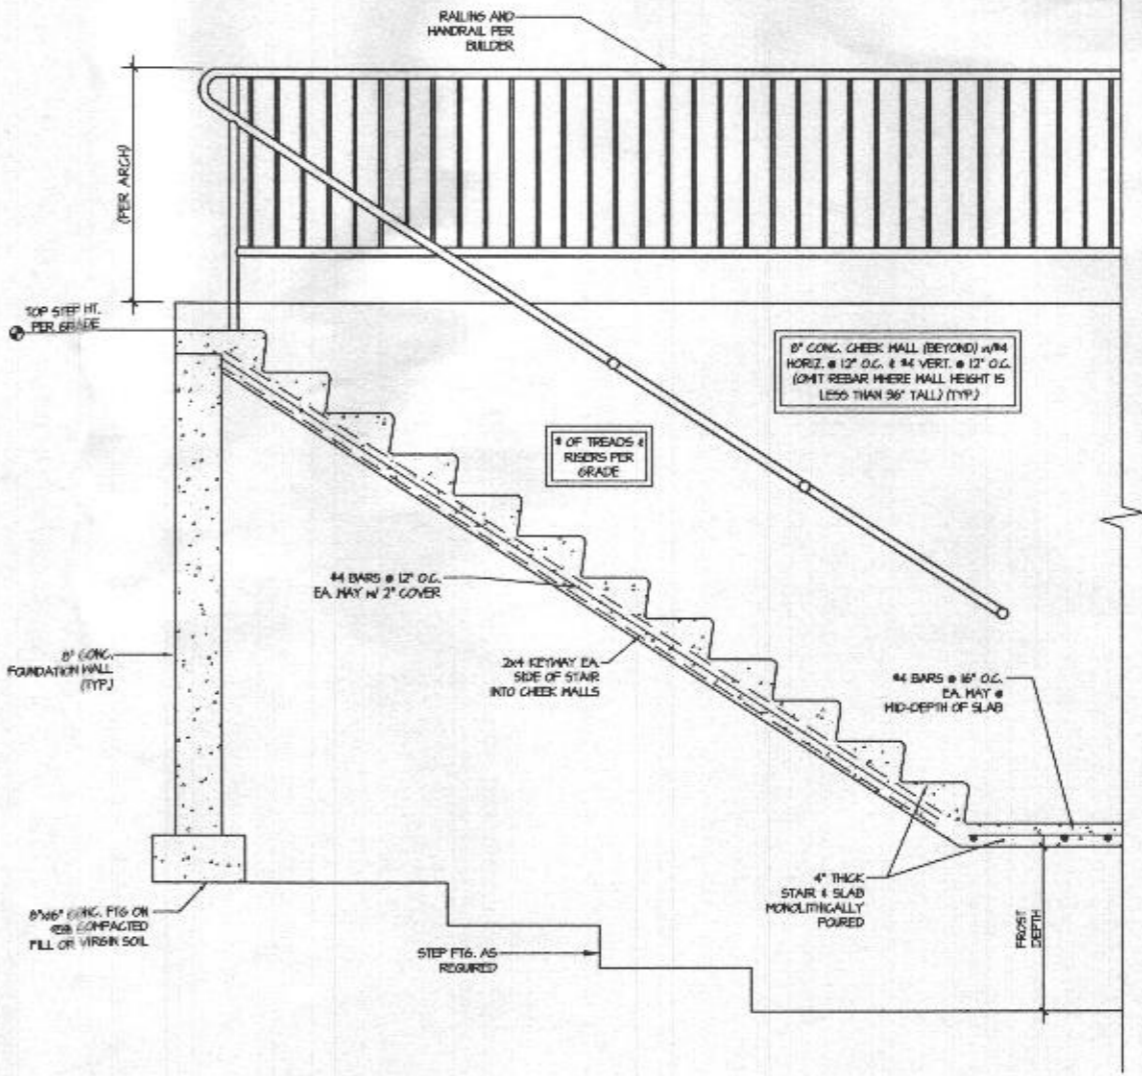 RAILING AND
HANDRAIL PER
BUILDER
(PER ARCH)
TOP STEP HT.
PER GRADE
8" CONC. CHEEK WALL (BEYOND) w/#4
HORIZ. @ 12" O.C. & #4 VERT. @ 12" O.C.
(OMIT REBAR WHERE WALL HEIGHT IS
LESS THAN 36" TALL) (TYP.)
# OF TREADS &
RISERS PER
GRADE
#4 BARS @ 12" O.C.
EA. WAY W/ 2" COVER
8" CONC.
FOUNDATION WALL
(TYP.)
2x4 KEYWAY EA.
SIDE OF STAIR
INTO CHEEK WALLS
#4 BARS @ 16" O.C.
EA. WAY @
MID-DEPTH OF SLAB
4" THICK
STAIR & SLAB
MONOLITHICALLY
POURED
FROST
DEPTH
8"x16" CONC. FTG ON
COMPACTED
FILL OR VIRGIN SOIL
STEP FTG. AS
REQUIRED